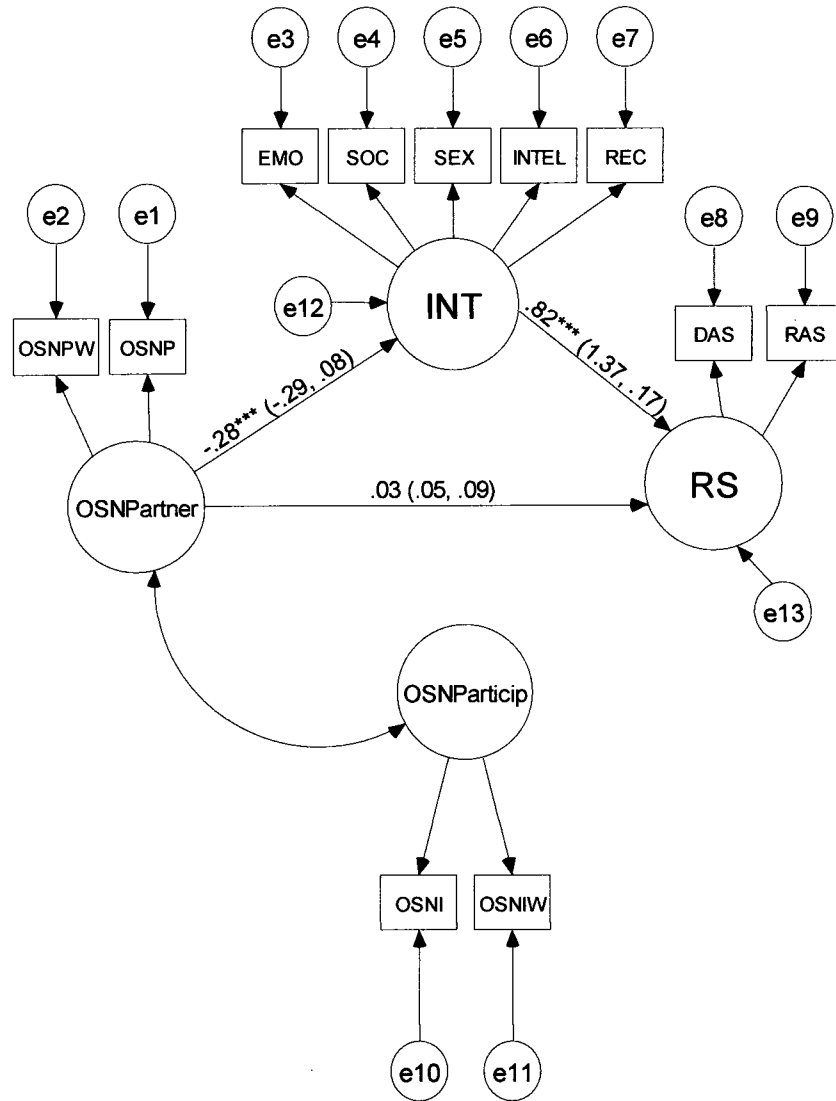 e3 e4 e5 e6 e7
EMO SOC SEX INTEL REC
e2 e1 e8 e9
e12 INT
OSNPW OSNP DAS RAS
.82*** (1.37, .17)
-.28*** (-.29, .08)
OSNPartner RS
.03 (.05, .09)
e13
OSNParticip
OSNI OSNIW
e10 e11